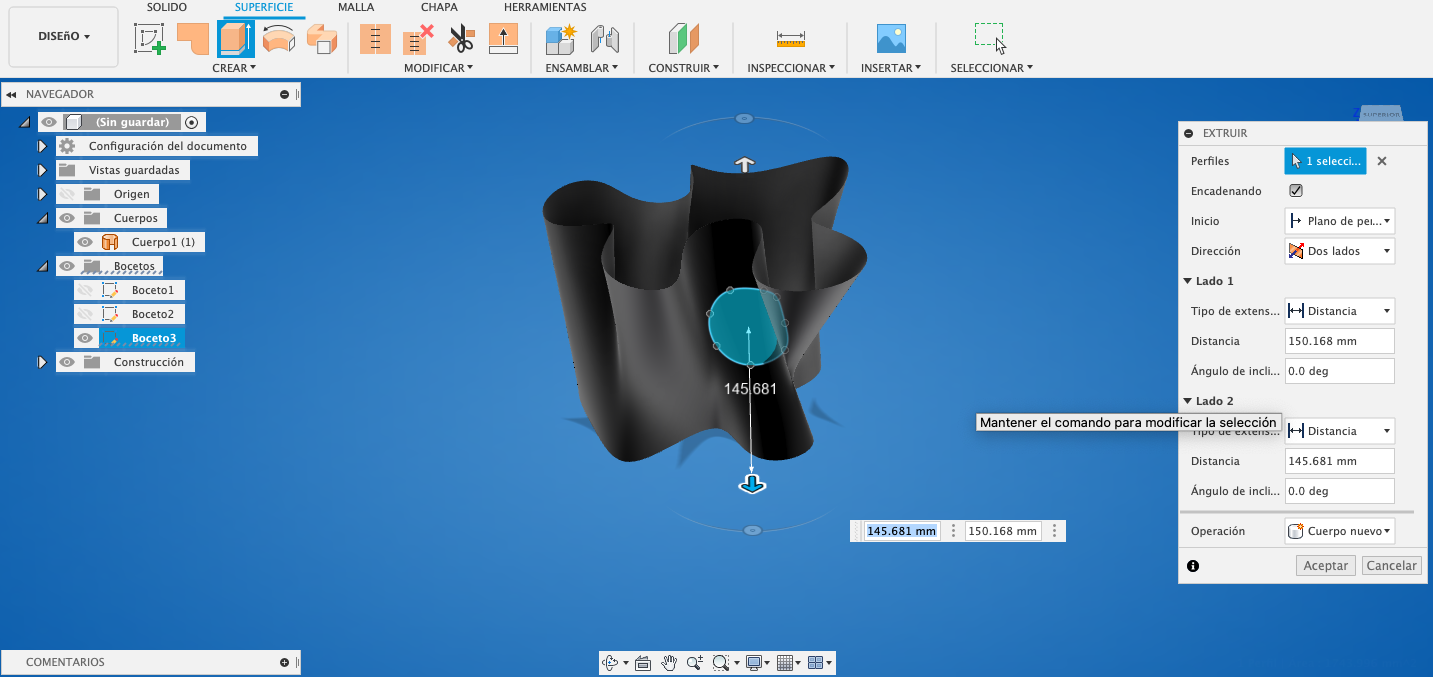 SOLIDO SUPERFICIE MALLA CHAPA HERRAMIENTAS
DISEñO
CREAR MODIFICAR ENSAMBLAR CONSTRUIR INSPECCIONAR INSERTAR SELECCIONAR
NAVEGADOR
(Sin guardar)
Configuración del documento
Vistas guardadas
Origen
Cuerpos
Cuerpo1 (1)
Bocetos
Boceto1
Boceto2
Boceto3
Construcción
145.681
145.681 mm 150.168 mm
SUPERIOR
Z
EXTRUIR
Perfiles 1 selecci...
Encadenando
Inicio Plano de pei...
Dirección Dos lados
Lado 1
Tipo de extens... Distancia
Distancia 150.168 mm
Ángulo de incli... 0.0 deg
Lado 2
Mantener el comando para modificar la selección
Tipo de extens... Distancia
Distancia 145.681 mm
Ángulo de incli... 0.0 deg
Operación Cuerpo nuevo
Aceptar Cancelar
COMENTARIOS